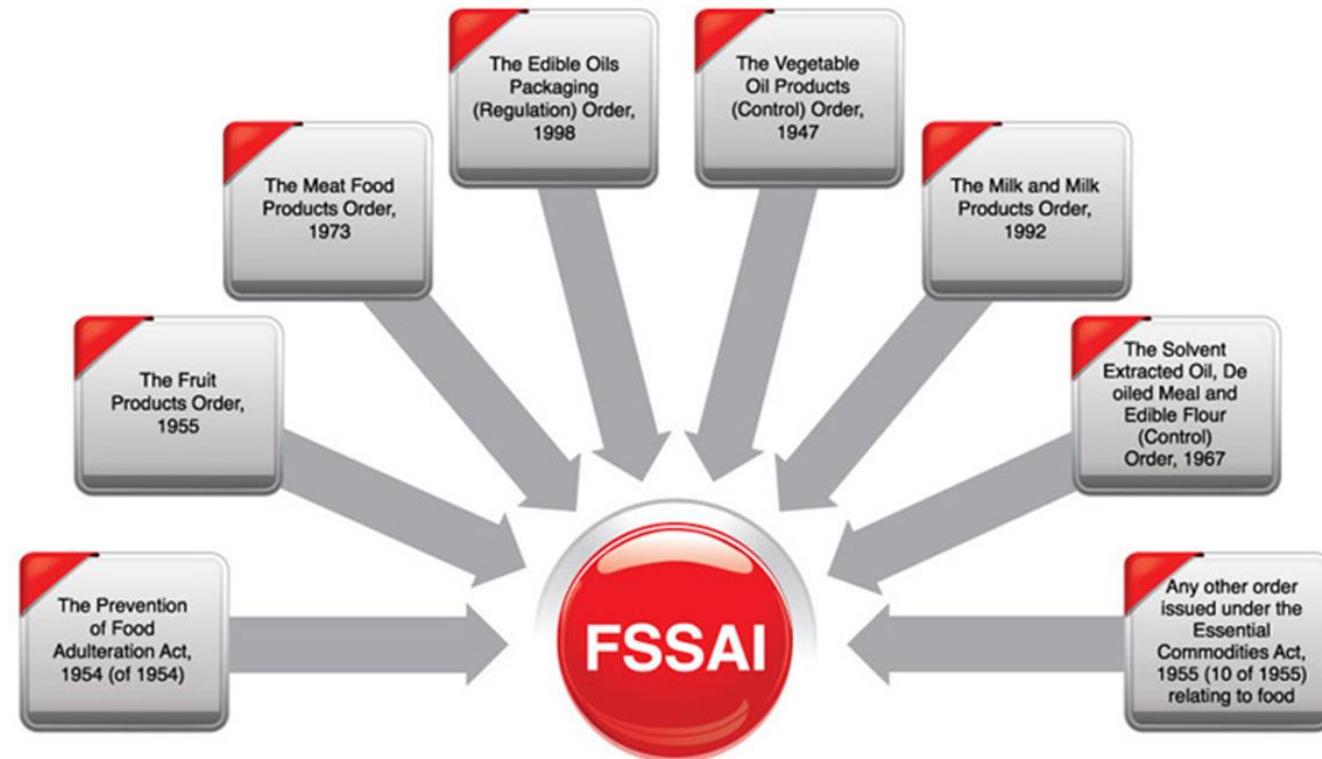 The Edible Oils
Packaging
(Regulation) Order,
1998
The Vegetable
Oil Products
(Control) Order,
1947
The Meat Food
Products Order,
1973
The Milk and Milk
Products Order,
1992
The Fruit
Products Order,
1955
The Solvent
Extracted Oil, De
oiled Meal and
Edible Flour
(Control)
Order, 1967
The Prevention
of Food
Adulteration Act,
1954 (of 1954)
FSSAI
Any other order
issued under the
Essential
Commodities Act,
1955 (10 of 1955)
relating to food